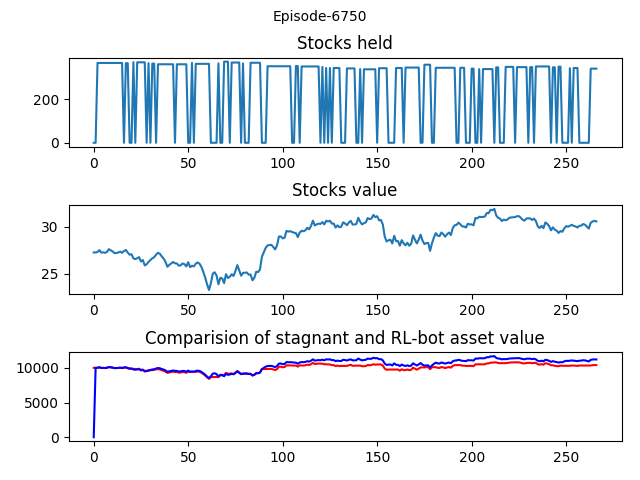 Episode-6750
Stocks held
200
0
0 50 100 150 200 250
Stocks value
30
25
0 50 100 150 200 250
Comparision of stagnant and RL-bot asset value
10000
5000
0
0 50 100 150 200 250